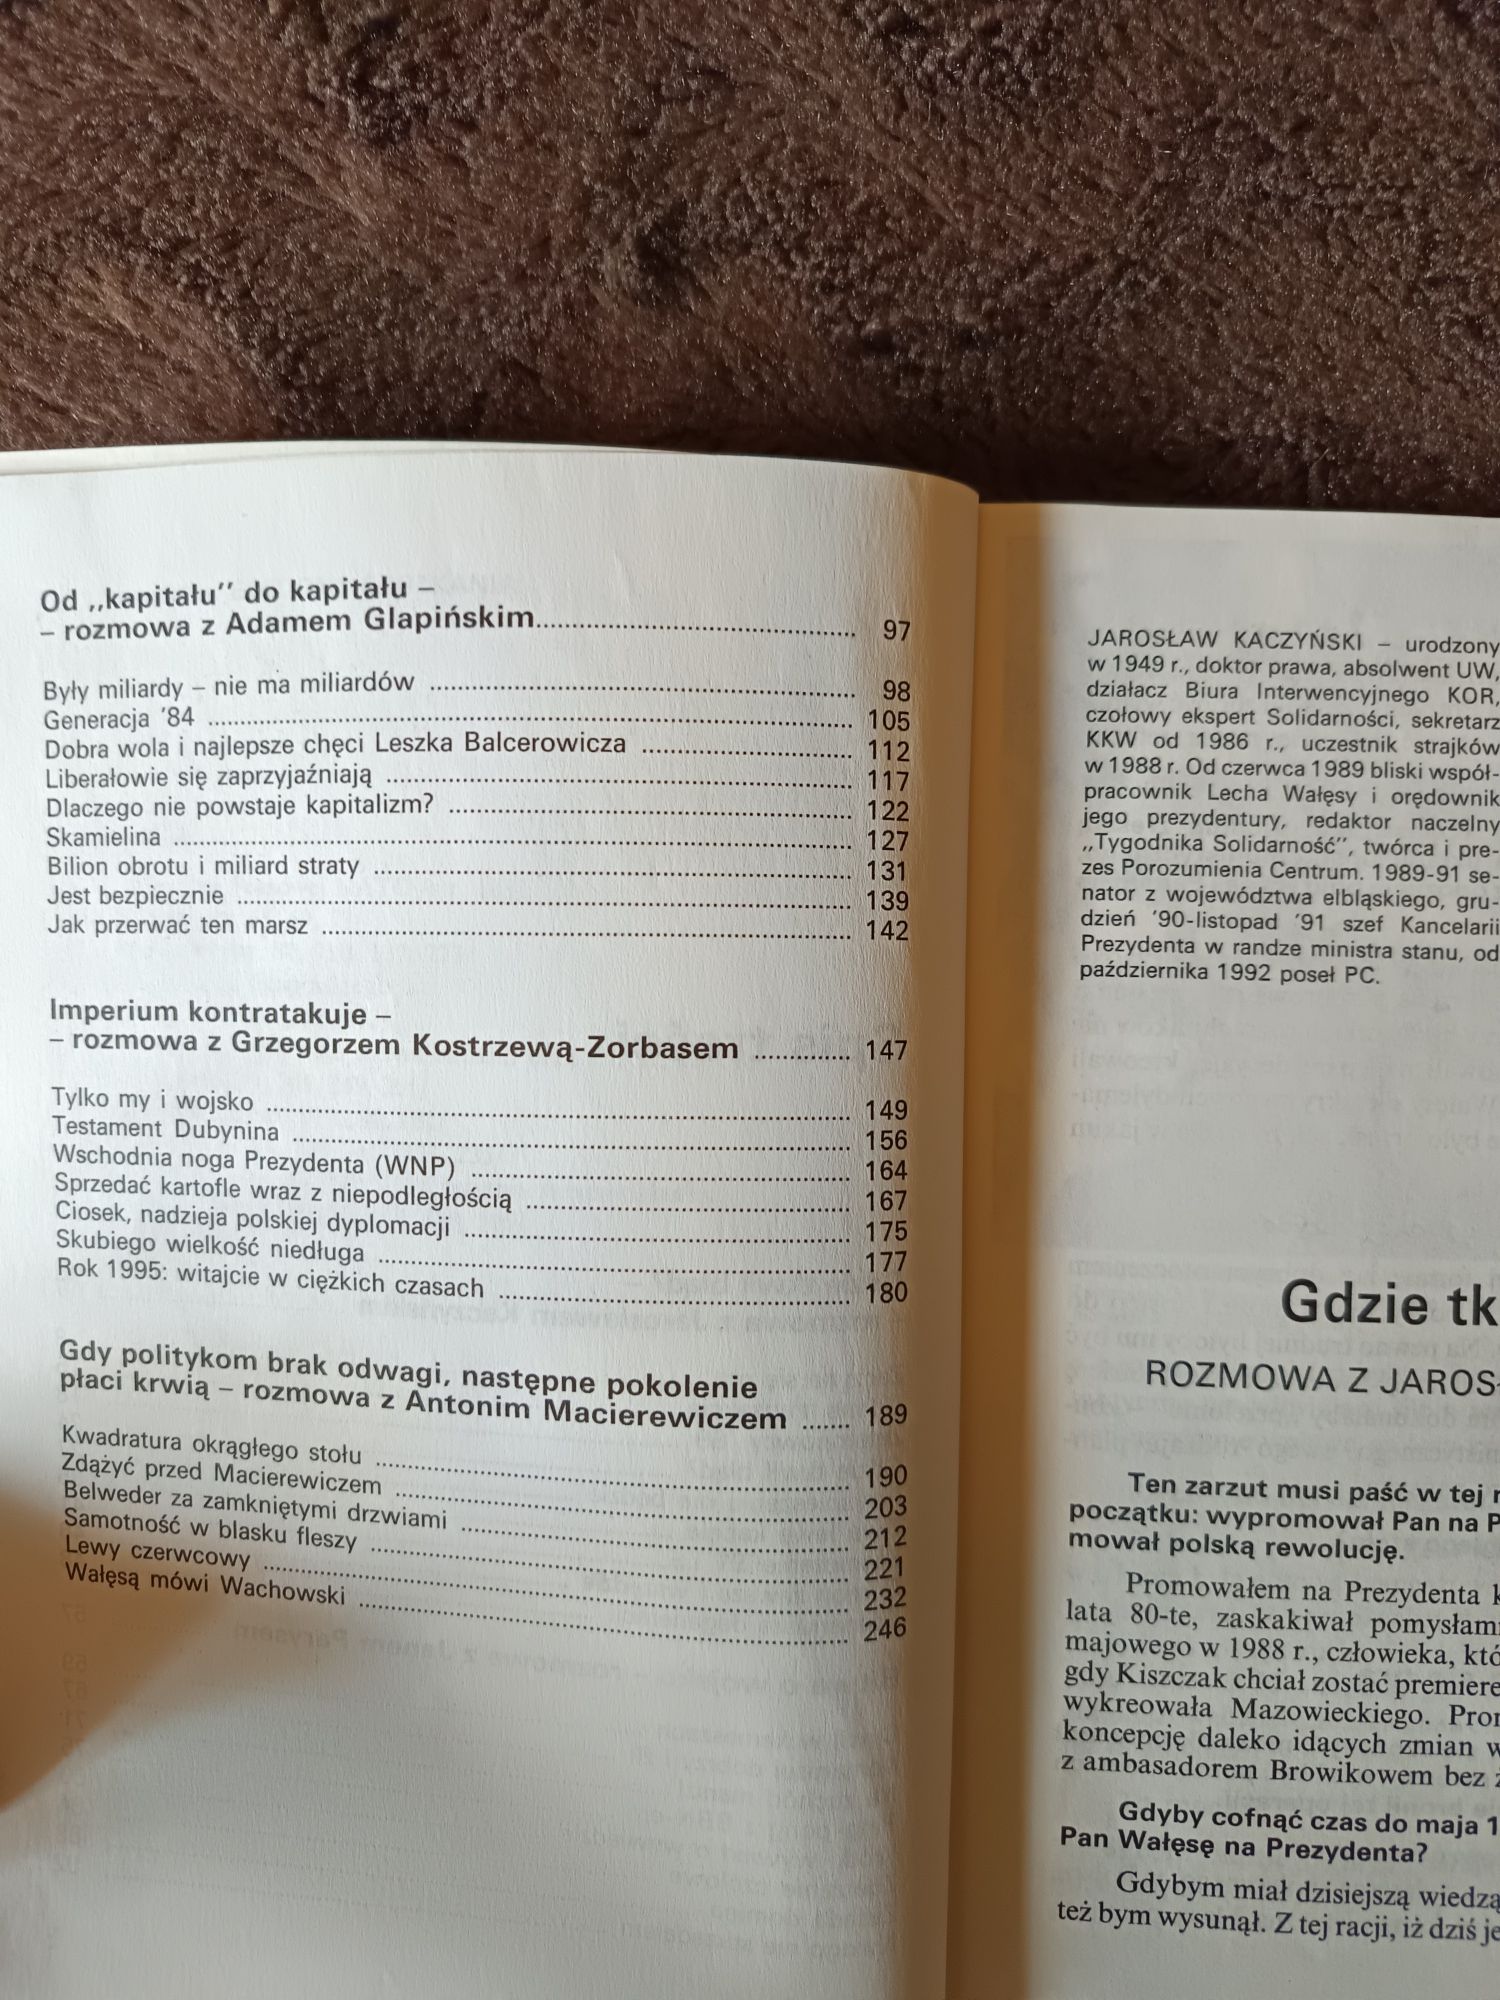 Od „kapitału” do kapitału –
– rozmowa z Adamem Glapińskim.......... 97
Były miliardy – nie ma miliardów .......... 98
Generacja '84 .......... 105
Dobra wola i najlepsze chęci Leszka Balcerowicza .......... 112
Liberałowie się zaprzyjaźniają .......... 117
Dlaczego nie powstaje kapitalizm? .......... 122
Skamielina .......... 127
Bilion obrotu i miliard straty .......... 131
Jest bezpiecznie .......... 139
Jak przerwać ten marsz .......... 142
Imperium kontratakuje –
– rozmowa z Grzegorzem Kostrzewą-Zorbasem .......... 147
Tylko my i wojsko .......... 149
Testament Dubynina .......... 156
Wschodnia noga Prezydenta (WNP) .......... 164
Sprzedać kartofle wraz z niepodległością .......... 167
Ciosek, nadzieja polskiej dyplomacji .......... 175
Skubiego wielkość niedługa .......... 177
Rok 1995: witajcie w ciężkich czasach .......... 180
Gdy politykom brak odwagi, następne pokolenie
płaci krwią – rozmowa z Antonim Macierewiczem ....... 189
Kwadratura okrągłego stołu .......... 190
Zdążyć przed Macierewiczem .......... 203
Belweder za zamkniętymi drzwiami .......... 212
Samotność w blasku fleszy .......... 221
Lewy czerwcowy .......... 232
Wałęsą mówi Wachowski .......... 246
JAROSŁAW KACZYŃSKI – urodzony
w 1949 r., doktor prawa, absolwent UW,
działacz Biura Interwencyjnego KOR,
czołowy ekspert Solidarności, sekretarz
KKW od 1986 r., uczestnik strajków
w 1988 r. Od czerwca 1989 bliski współ-
pracownik Lecha Wałęsy i orędownik
jego prezydentury, redaktor naczelny
„Tygodnika Solidarność”, twórca i pre-
zes Porozumienia Centrum. 1989-91 se-
nator z województwa elbląskiego, gru-
dzień '90-listopad '91 szef Kancelarii
Prezydenta w randze ministra stanu, od
października 1992 poseł PC.
Gdzie tk
ROZMOWA Z JAROS
Ten zarzut musi paść w tej
początku: wypromował Pan na P
mował polską rewolucję.
Promowałem na Prezydenta k
lata 80-te, zaskakiwał pomysłam
majowego w 1988 r., człowieka, któ
gdy Kiszczak chciał zostać premiere
wykreowała Mazowieckiego. Pror
koncepcję daleko idących zmian w
z ambasadorem Browikowem bez z
Gdyby cofnąć czas do maja 1
Pan Wałęsę na Prezydenta?
Gdybym miał dzisiejszą wiedzą
też bym wysunął. Z tej racji, iż dziś je